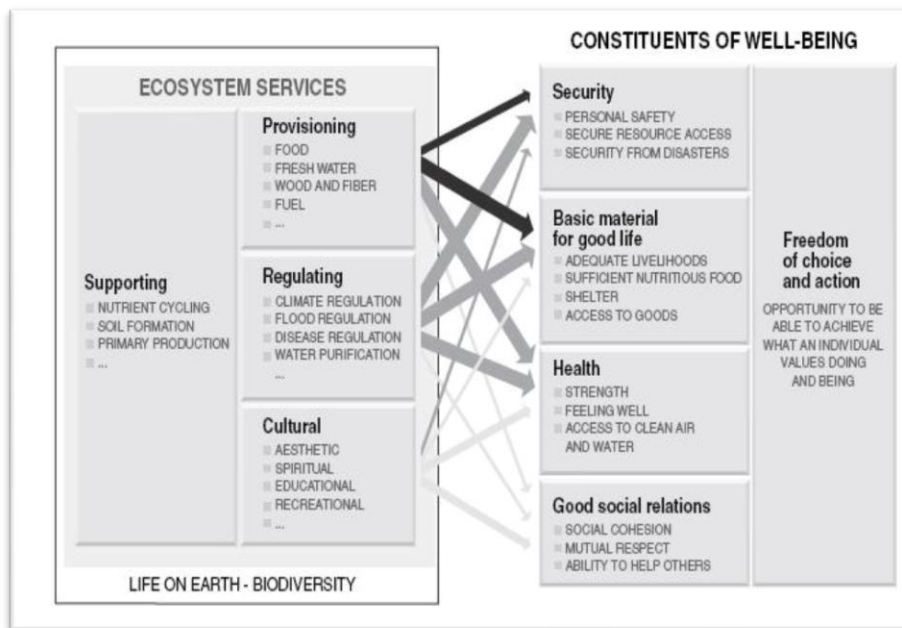 CONSTITUENTS OF WELL-BEING
ECOSYSTEM SERVICES
Supporting
NUTRIENT CYCLING
SOIL FORMATION
PRIMARY PRODUCTION
...
Provisioning
FOOD
FRESH WATER
WOOD AND FIBER
FUEL
...
Regulating
CLIMATE REGULATION
FLOOD REGULATION
DISEASE REGULATION
WATER PURIFICATION
...
Cultural
AESTHETIC
SPIRITUAL
EDUCATIONAL
RECREATIONAL
...
LIFE ON EARTH - BIODIVERSITY
Security
PERSONAL SAFETY
SECURE RESOURCE ACCESS
SECURITY FROM DISASTERS
Basic material
for good life
ADEQUATE LIVELIHOODS
SUFFICIENT NUTRITIOUS FOOD
SHELTER
ACCESS TO GOODS
Health
STRENGTH
FEELING WELL
ACCESS TO CLEAN AIR
AND WATER
Good social relations
SOCIAL COHESION
MUTUAL RESPECT
ABILITY TO HELP OTHERS
Freedom
of choice
and action
OPPORTUNITY TO BE
ABLE TO ACHIEVE
WHAT AN INDIVIDUAL
VALUES DOING
AND BEING